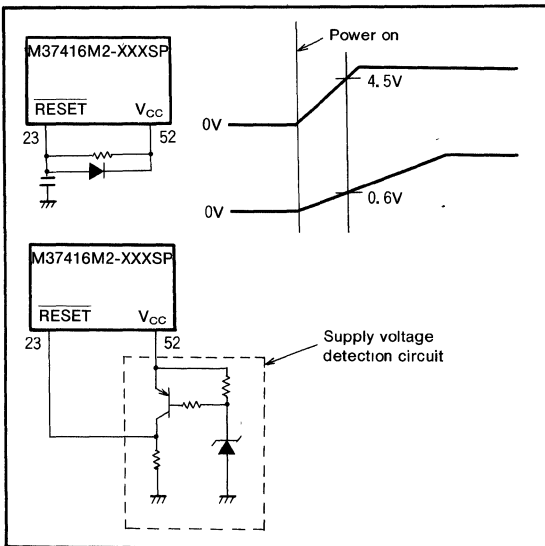 M37416M2-XXXSP
RESET VCC
23 52
Power on
4.5V
0V
0.6V
0V
M37416M2-XXXSP
RESET VCC
23 52
Supply voltage
detection circuit